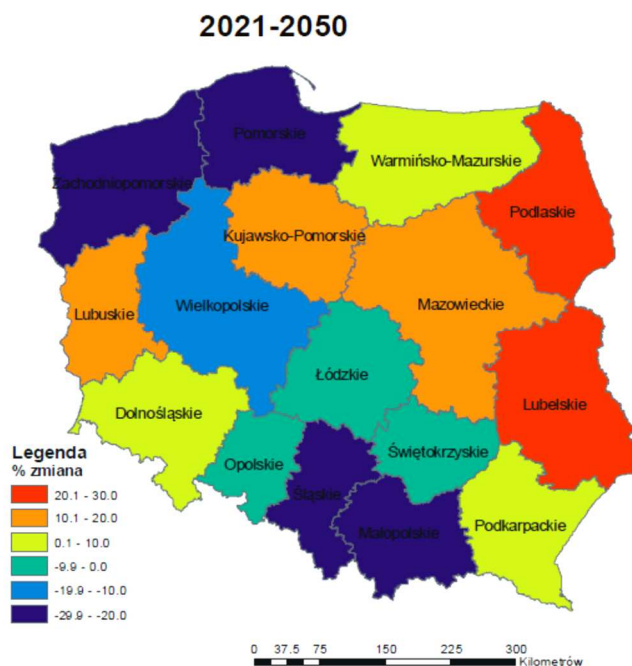 2021-2050
Pomorskie
Warmińsko-Mazurskie
Zachodniopomorskie
Podlaskie
Kujawsko-Pomorskie
Wielkopolskie
Mazowieckie
Lubuskie
Łódzkie
Lubelskie
Dolnośląskie
Legenda
% zmiana
Świętokrzyskie
Opolskie
Śląskie
Podkarpackie
Małopolskie
20.1 - 30.0
10.1 - 20.0
0.1 - 10.0
-9.9 - 0.0
-19.9 - -10.0
-29.9 - -20.0
0 37.5 75 150 225 300
Kilometrów